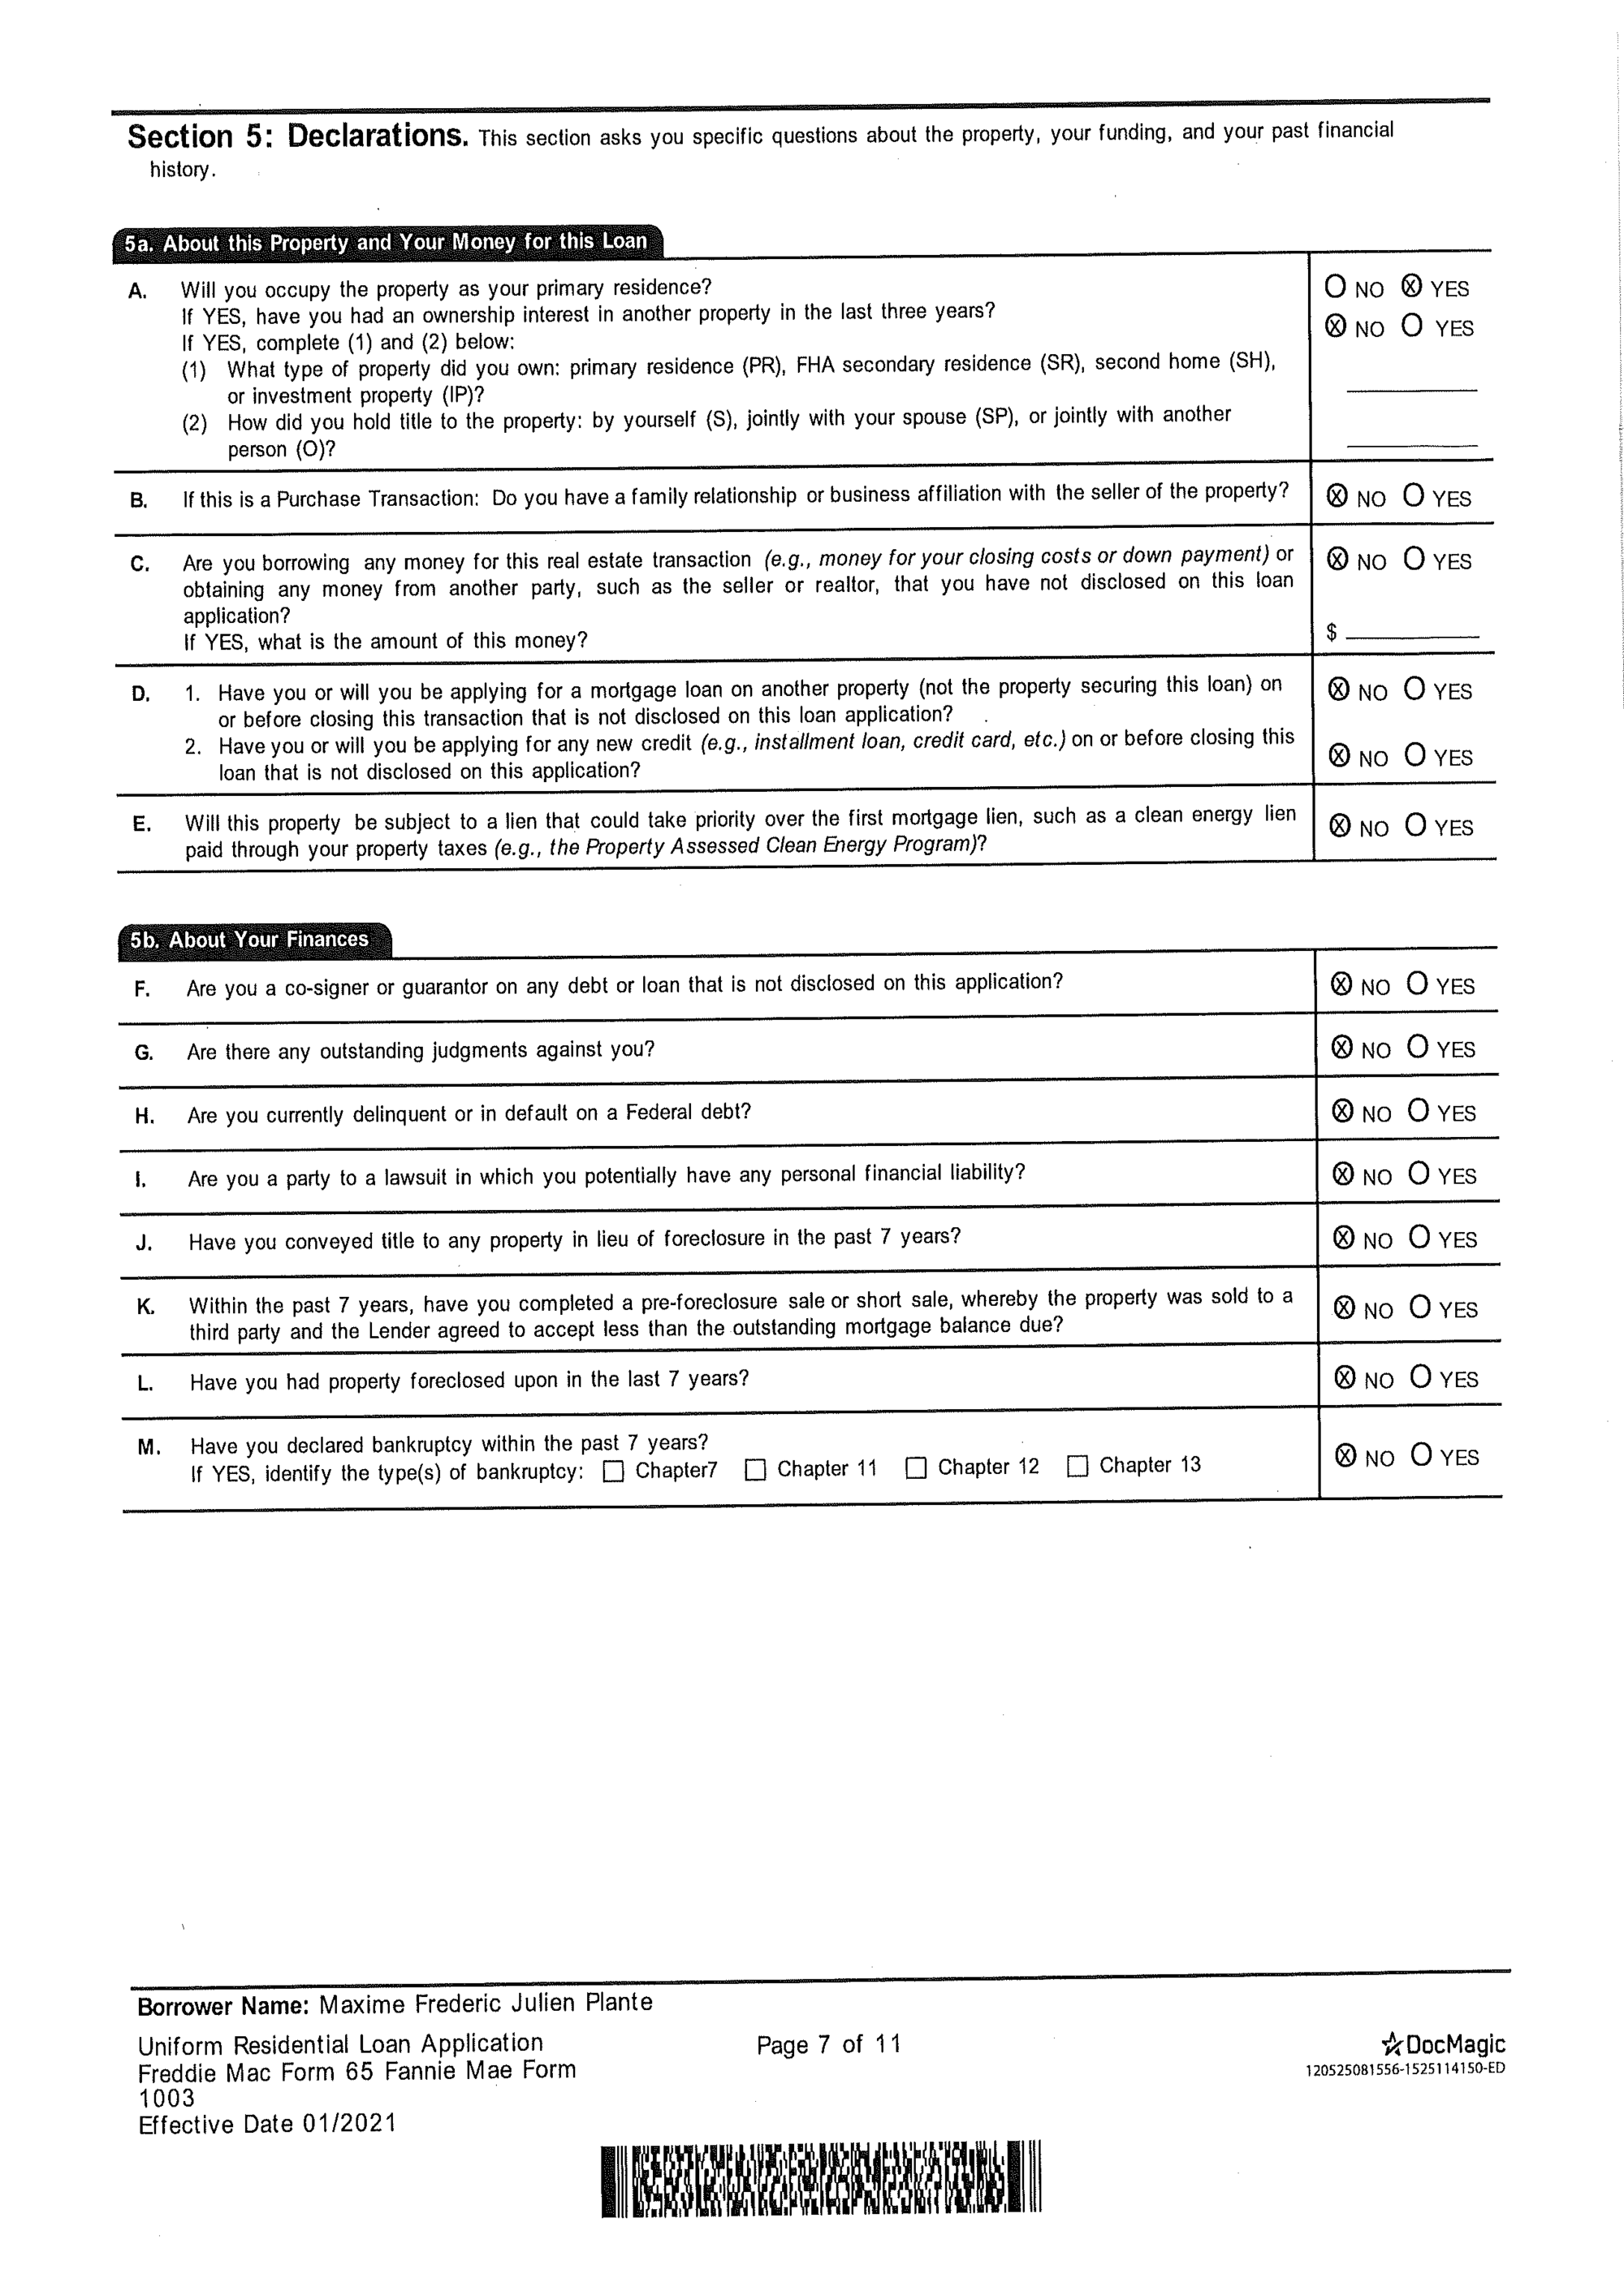 Section 5: Declarations. This section asks you specific questions about the property, your funding, and your past financial
history.
5a. About this Property and Your Money for this Loan
A. Will you occupy the property as your primary residence? O NO Ⓧ YES
If YES, have you had an ownership interest in another property in the last three years? Ⓧ NO O YES
If YES, complete (1) and (2) below:
(1) What type of property did you own: primary residence (PR), FHA secondary residence (SR), second home (SH),
or investment property (IP)?
(2) How did you hold title to the property: by yourself (S), jointly with your spouse (SP), or jointly with another
person (O)?
B. If this is a Purchase Transaction: Do you have a family relationship or business affiliation with the seller of the property? Ⓧ NO O YES
C. Are you borrowing any money for this real estate transaction (e.g., money for your closing costs or down payment) or Ⓧ NO O YES
obtaining any money from another party, such as the seller or realtor, that you have not disclosed on this loan
application?
If YES, what is the amount of this money? $
D. 1. Have you or will you be applying for a mortgage loan on another property (not the property securing this loan) on Ⓧ NO O YES
or before closing this transaction that is not disclosed on this loan application?
2. Have you or will you be applying for any new credit (e.g., installment loan, credit card, etc.) on or before closing this Ⓧ NO O YES
loan that is not disclosed on this application?
E. Will this property be subject to a lien that could take priority over the first mortgage lien, such as a clean energy lien Ⓧ NO O YES
paid through your property taxes (e.g., the Property Assessed Clean Energy Program)?
5b. About Your Finances
F. Are you a co-signer or guarantor on any debt or loan that is not disclosed on this application? Ⓧ NO O YES
G. Are there any outstanding judgments against you? Ⓧ NO O YES
H. Are you currently delinquent or in default on a Federal debt? Ⓧ NO O YES
I. Are you a party to a lawsuit in which you potentially have any personal financial liability? Ⓧ NO O YES
J. Have you conveyed title to any property in lieu of foreclosure in the past 7 years? Ⓧ NO O YES
K. Within the past 7 years, have you completed a pre-foreclosure sale or short sale, whereby the property was sold to a Ⓧ NO O YES
third party and the Lender agreed to accept less than the outstanding mortgage balance due?
L. Have you had property foreclosed upon in the last 7 years? Ⓧ NO O YES
M. Have you declared bankruptcy within the past 7 years? Ⓧ NO O YES
If YES, identify the type(s) of bankruptcy: ☐ Chapter7 ☐ Chapter 11 ☐ Chapter 12 ☐ Chapter 13
Borrower Name: Maxime Frederic Julien Plante
Uniform Residential Loan Application Page 7 of 11 DocMagic
Freddie Mac Form 65 Fannie Mae Form 120525081556-1525114150-ED
1003
Effective Date 01/2021